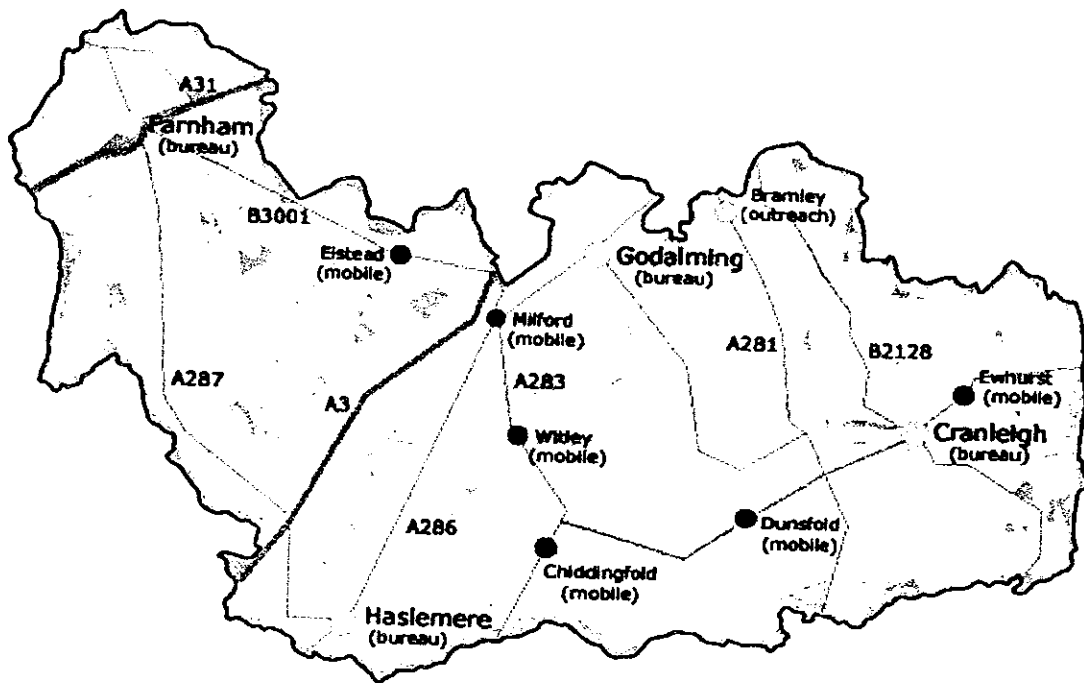 A31
Farnham
(bureau)
B3001
Elstead
(mobile)
Bramley
(outreach)
Godalming
(bureau)
Milford
(mobile)
A281
B2128
A287
A3
A283
Ewhurst
(mobile)
Witley
(mobile)
Cranleigh
(bureau)
A286
Dunsfold
(mobile)
Chiddingfold
(mobile)
Haslemere
(bureau)